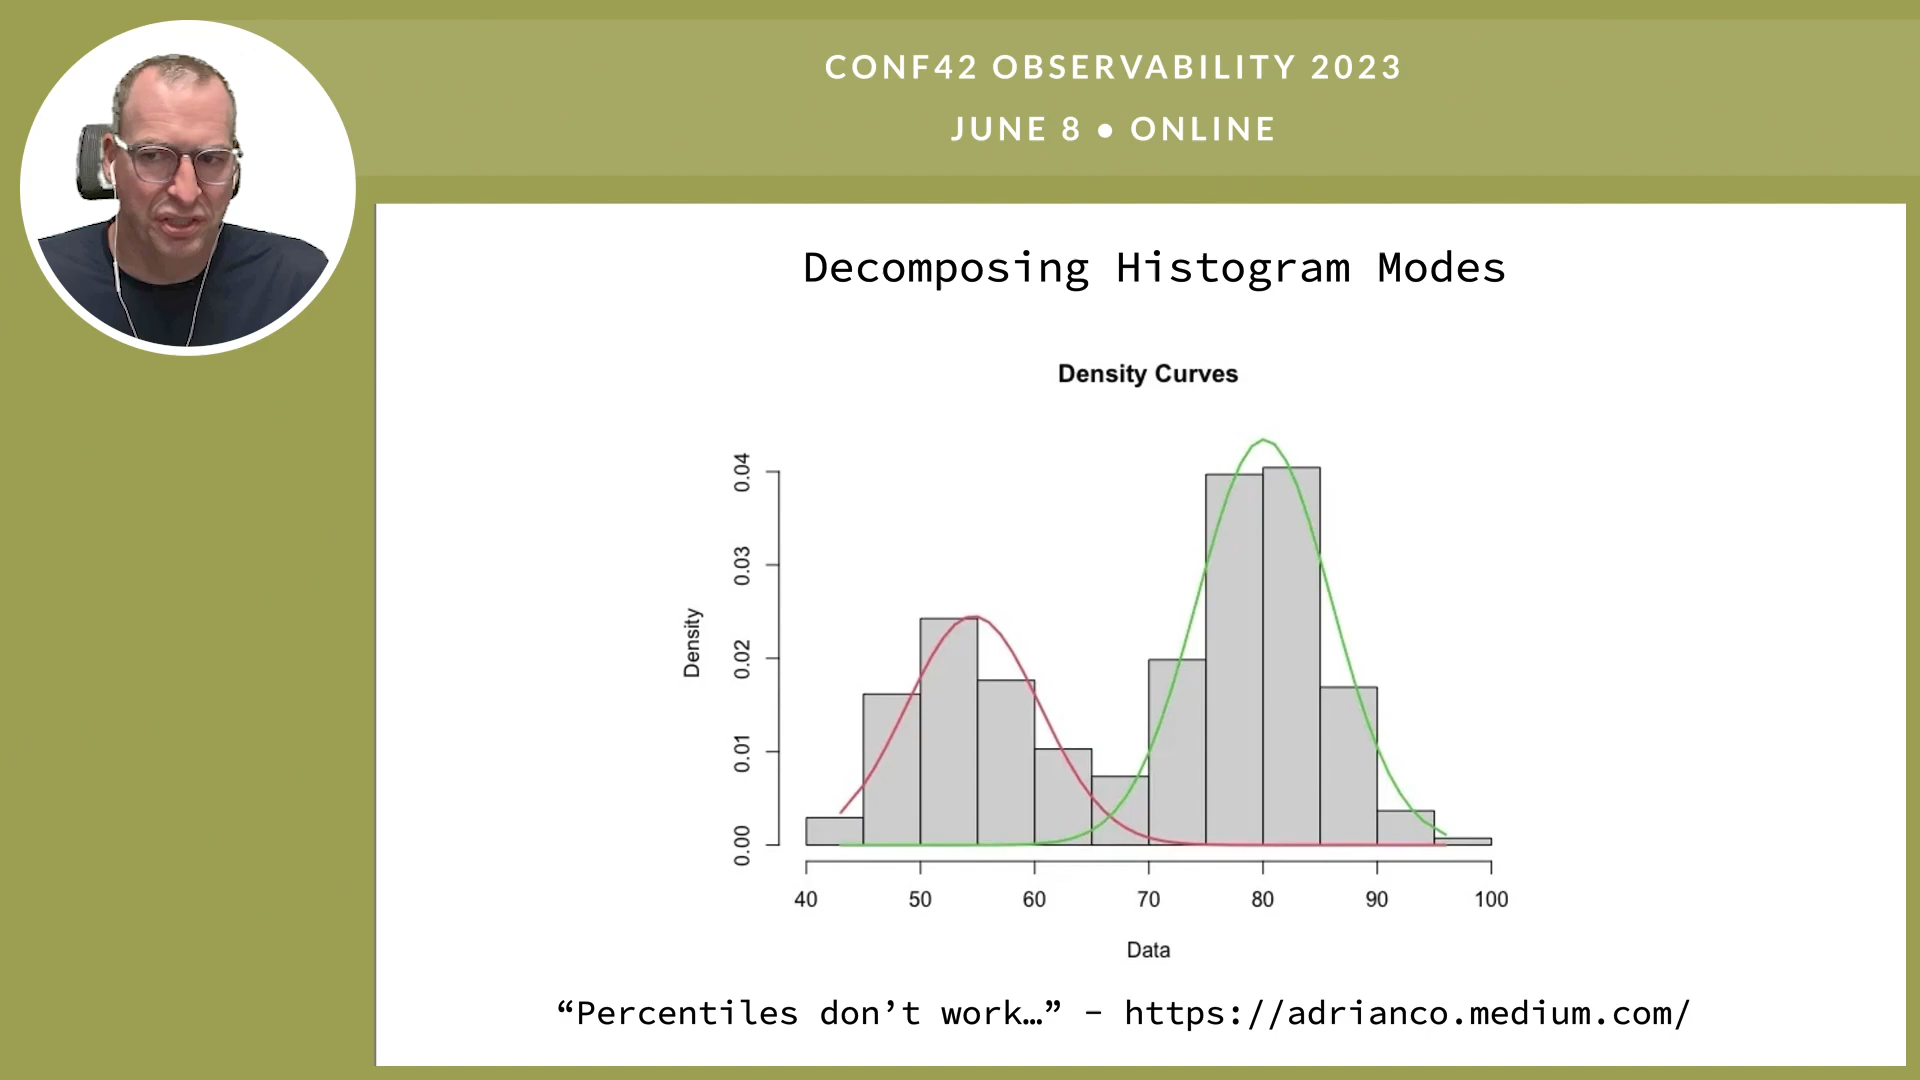 CONF42 OBSERVABILITY 2023
JUNE 8 ● ONLINE
Decomposing Histogram Modes
Density Curves
0.04
0.03
0.02
0.01
0.00
Density
40 50 60 70 80 90 100
Data
“Percentiles don’t work…” - https://adrianco.medium.com/